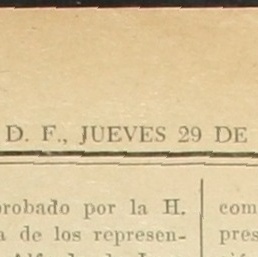 D. F., JUEVES 29 DE
robado por la H.
a de los represen-
com
pres